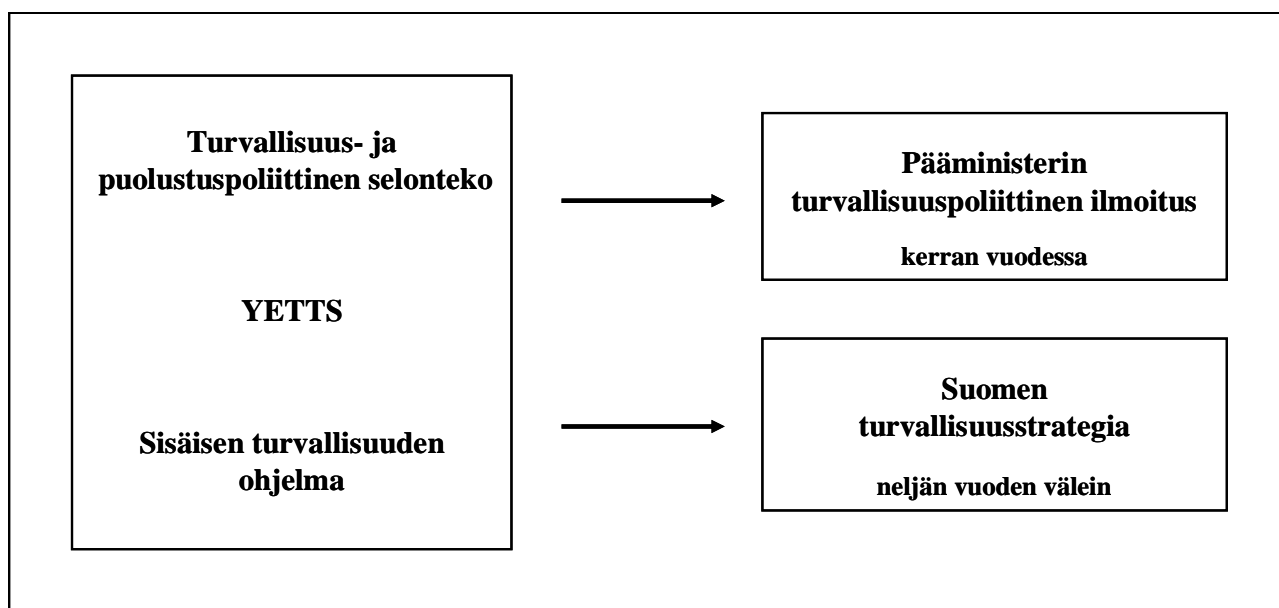 Turvallisuus- ja
puolustuspoliittinen selonteko
YETTS
Sisäisen turvallisuuden
ohjelma
Pääministerin
turvallisuuspoliittinen ilmoitus
kerran vuodessa
Suomen
turvallisuusstrategia
neljän vuoden välein